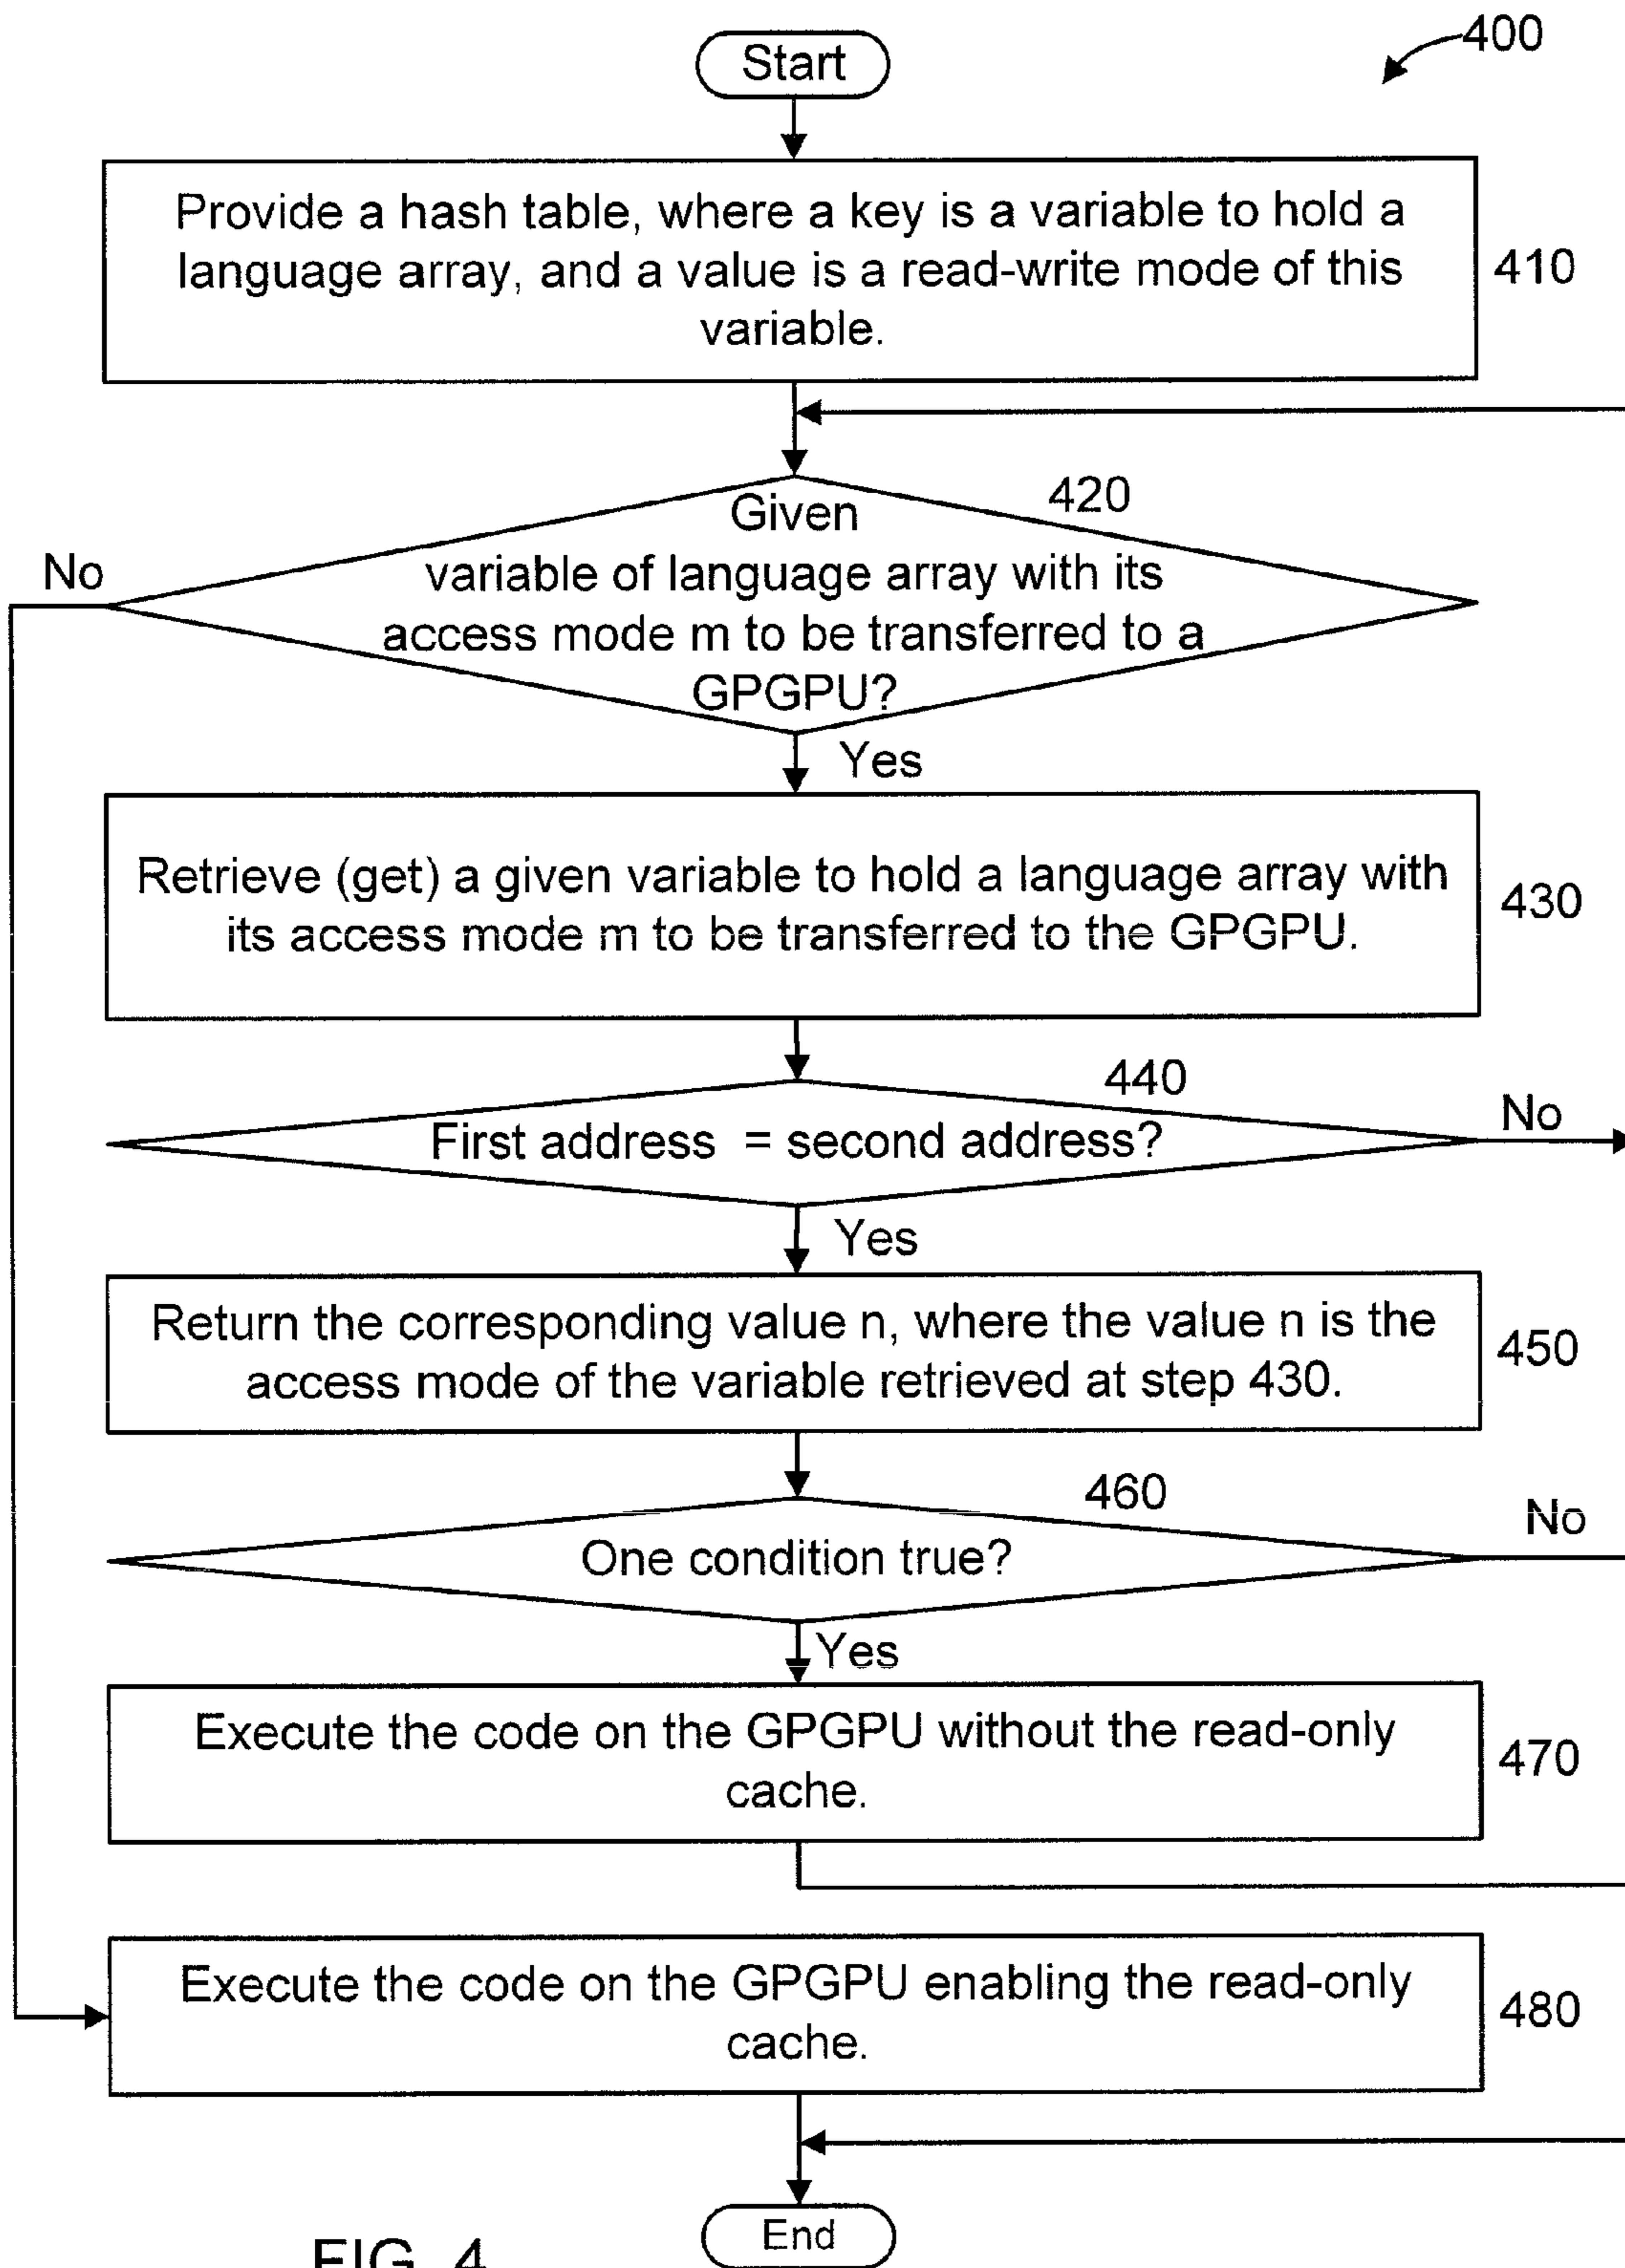 Start
400
Provide a hash table, where a key is a variable to hold a
language array, and a value is a read-write mode of this
variable.
410
420
Given
variable of language array with its
access mode m to be transferred to a
GPGPU?
No
Yes
Retrieve (get) a given variable to hold a language array with
its access mode m to be transferred to the GPGPU.
430
440
First address = second address?
No
Yes
Return the corresponding value n, where the value n is the
access mode of the variable retrieved at step 430.
450
460
One condition true?
No
Yes
Execute the code on the GPGPU without the read-only
cache.
470
Execute the code on the GPGPU enabling the read-only
cache.
480
End
FIG. 4